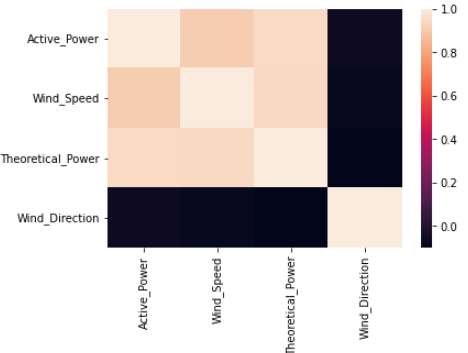 Active_Power
Wind_Speed
Theoretical_Power
Wind_Direction
Active_Power
Wind_Speed
Theoretical_Power
Wind_Direction
1.0
0.8
0.6
0.4
0.2
0.0